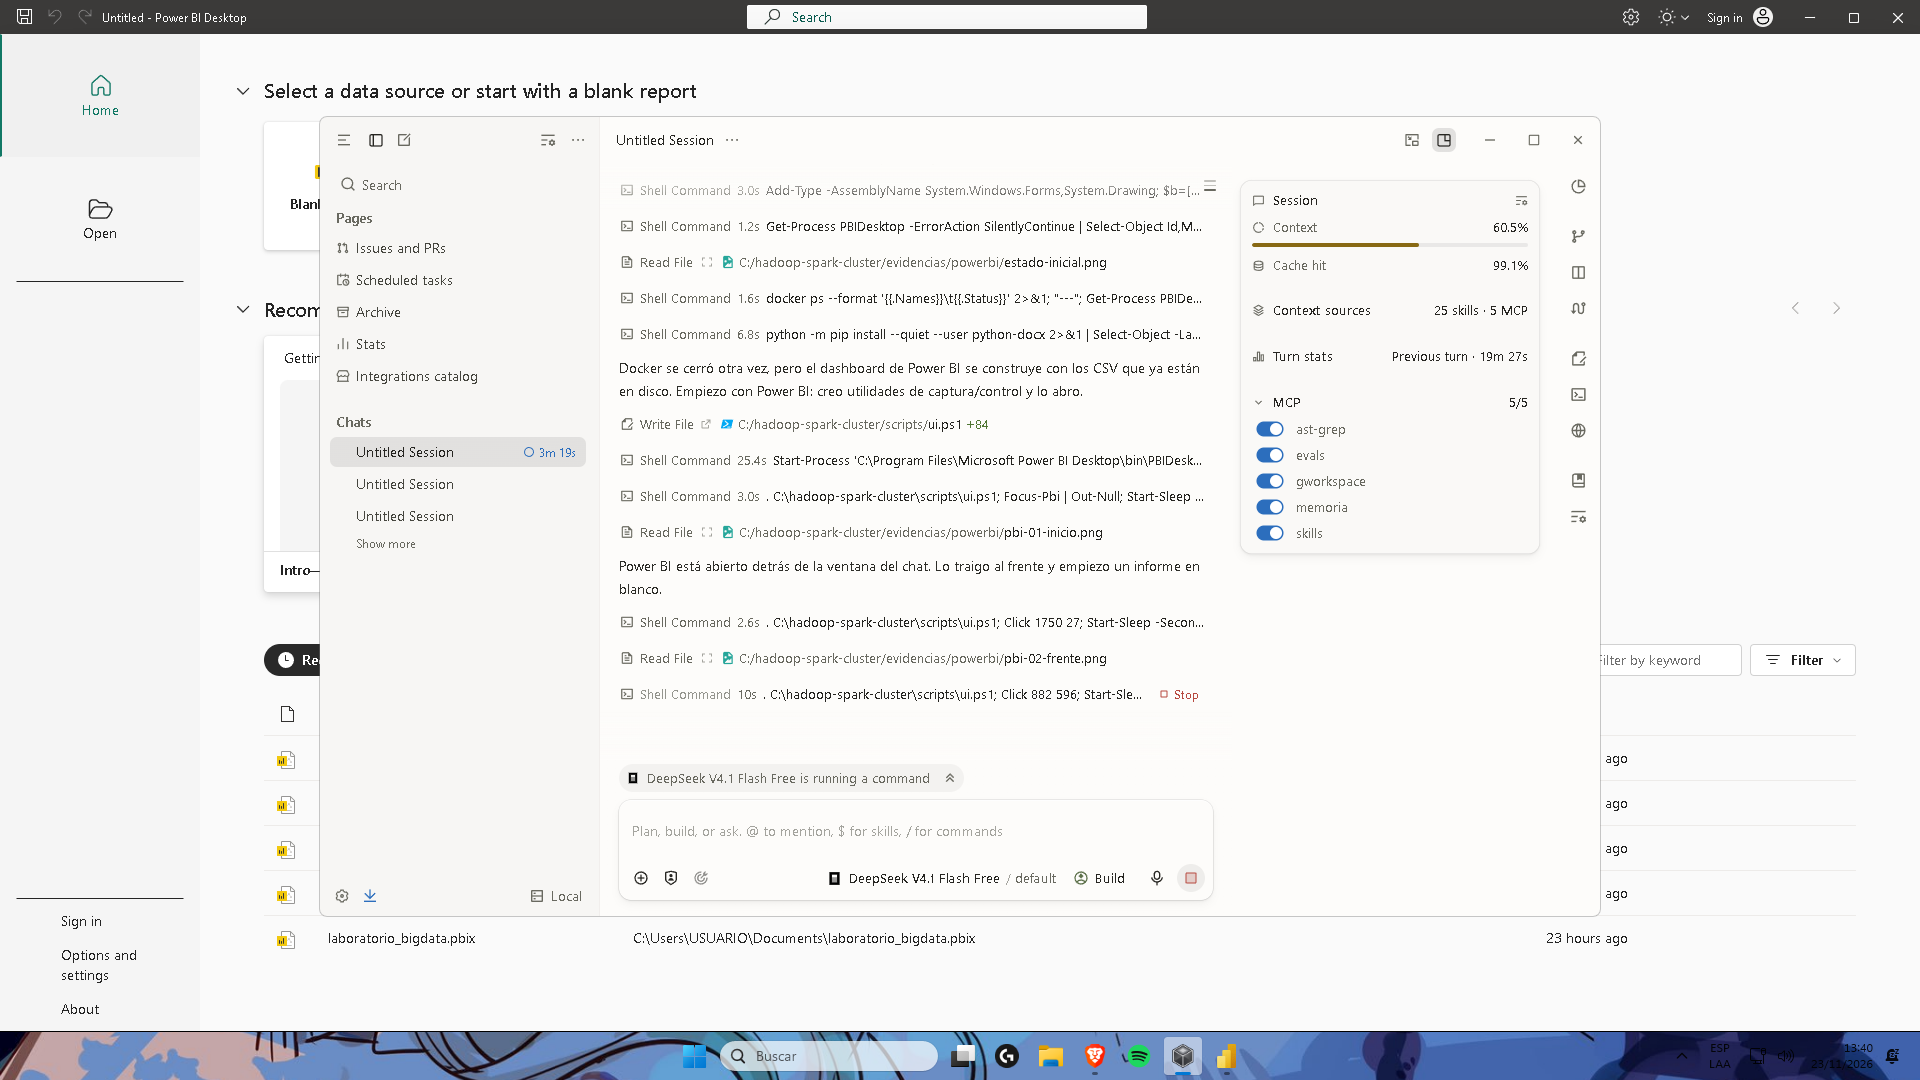 Untitled - Power BI Desktop
Search
Sign in
Home
Open
Sign in
Options and settings
About
Select a data source or start with a blank report
Recom
Gettin
Intro—
Filter by keyword
Filter
ago
ago
ago
ago
laboratorio_bigdata.pbix
C:\Users\USUARIO\Documents\laboratorio_bigdata.pbix
23 hours ago
Search
Pages
Issues and PRs
Scheduled tasks
Archive
Stats
Integrations catalog
Chats
Untitled Session 3m 19s
Untitled Session
Untitled Session
Show more
Local
Untitled Session
Shell Command 3.0s Add-Type -AssemblyName System.Windows.Forms,System.Drawing; $b=[...
Shell Command 1.2s Get-Process PBIDesktop -ErrorAction SilentlyContinue | Select-Object Id,M...
Read File C:/hadoop-spark-cluster/evidencias/powerbi/estado-inicial.png
Shell Command 1.6s docker ps --format '{{.Names}}\t{{.Status}}' 2>&1; "---"; Get-Process PBIDe...
Shell Command 6.8s python -m pip install --quiet --user python-docx 2>&1 | Select-Object -La...
Docker se cerró otra vez, pero el dashboard de Power BI se construye con los CSV que ya están
en disco. Empiezo con Power BI: creo utilidades de captura/control y lo abro.
Write File C:/hadoop-spark-cluster/scripts/ui.ps1 +84
Shell Command 25.4s Start-Process 'C:\Program Files\Microsoft Power BI Desktop\bin\PBIDesk...
Shell Command 3.0s . C:\hadoop-spark-cluster\scripts\ui.ps1; Focus-Pbi | Out-Null; Start-Sleep ...
Read File C:/hadoop-spark-cluster/evidencias/powerbi/pbi-01-inicio.png
Power BI está abierto detrás de la ventana del chat. Lo traigo al frente y empiezo un informe en
blanco.
Shell Command 2.6s . C:\hadoop-spark-cluster\scripts\ui.ps1; Click 1750 27; Start-Sleep -Secon...
Read File C:/hadoop-spark-cluster/evidencias/powerbi/pbi-02-frente.png
Shell Command 10s . C:\hadoop-spark-cluster\scripts\ui.ps1; Click 882 596; Start-Sle... Stop
DeepSeek V4.1 Flash Free is running a command
Plan, build, or ask. @ to mention, $ for skills, / for commands
DeepSeek V4.1 Flash Free / default Build
Session
Context 60.5%
Cache hit 99.1%
Context sources 25 skills · 5 MCP
Turn stats Previous turn · 19m 27s
MCP 5/5
ast-grep
evals
gworkspace
memoria
skills
Buscar
ESP
LAA
13:40
23/11/2026